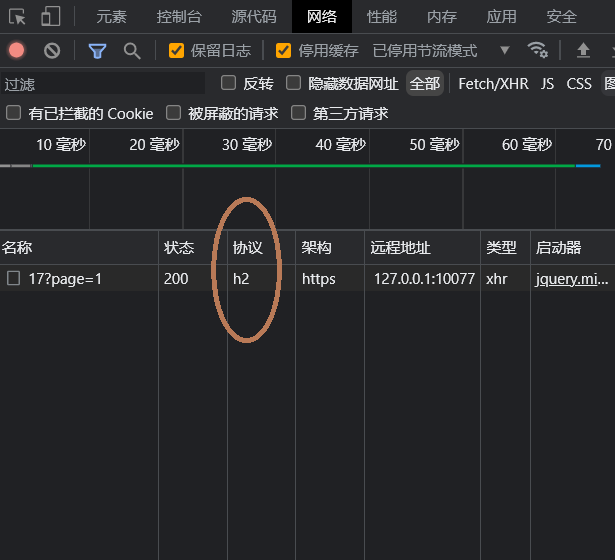 元素 控制台 源代码 网络 性能 内存 应用 安全
保留日志 停用缓存 已停用节流模式
过滤 反转 隐藏数据网址 全部 Fetch/XHR JS CSS
有已拦截的 Cookie 被屏蔽的请求 第三方请求
10 毫秒 20 毫秒 30 毫秒 40 毫秒 50 毫秒 60 毫秒 70
名称 状态 协议 架构 远程地址 类型 启动器
17?page=1 200 h2 https 127.0.0.1:10077 xhr jquery.mi...